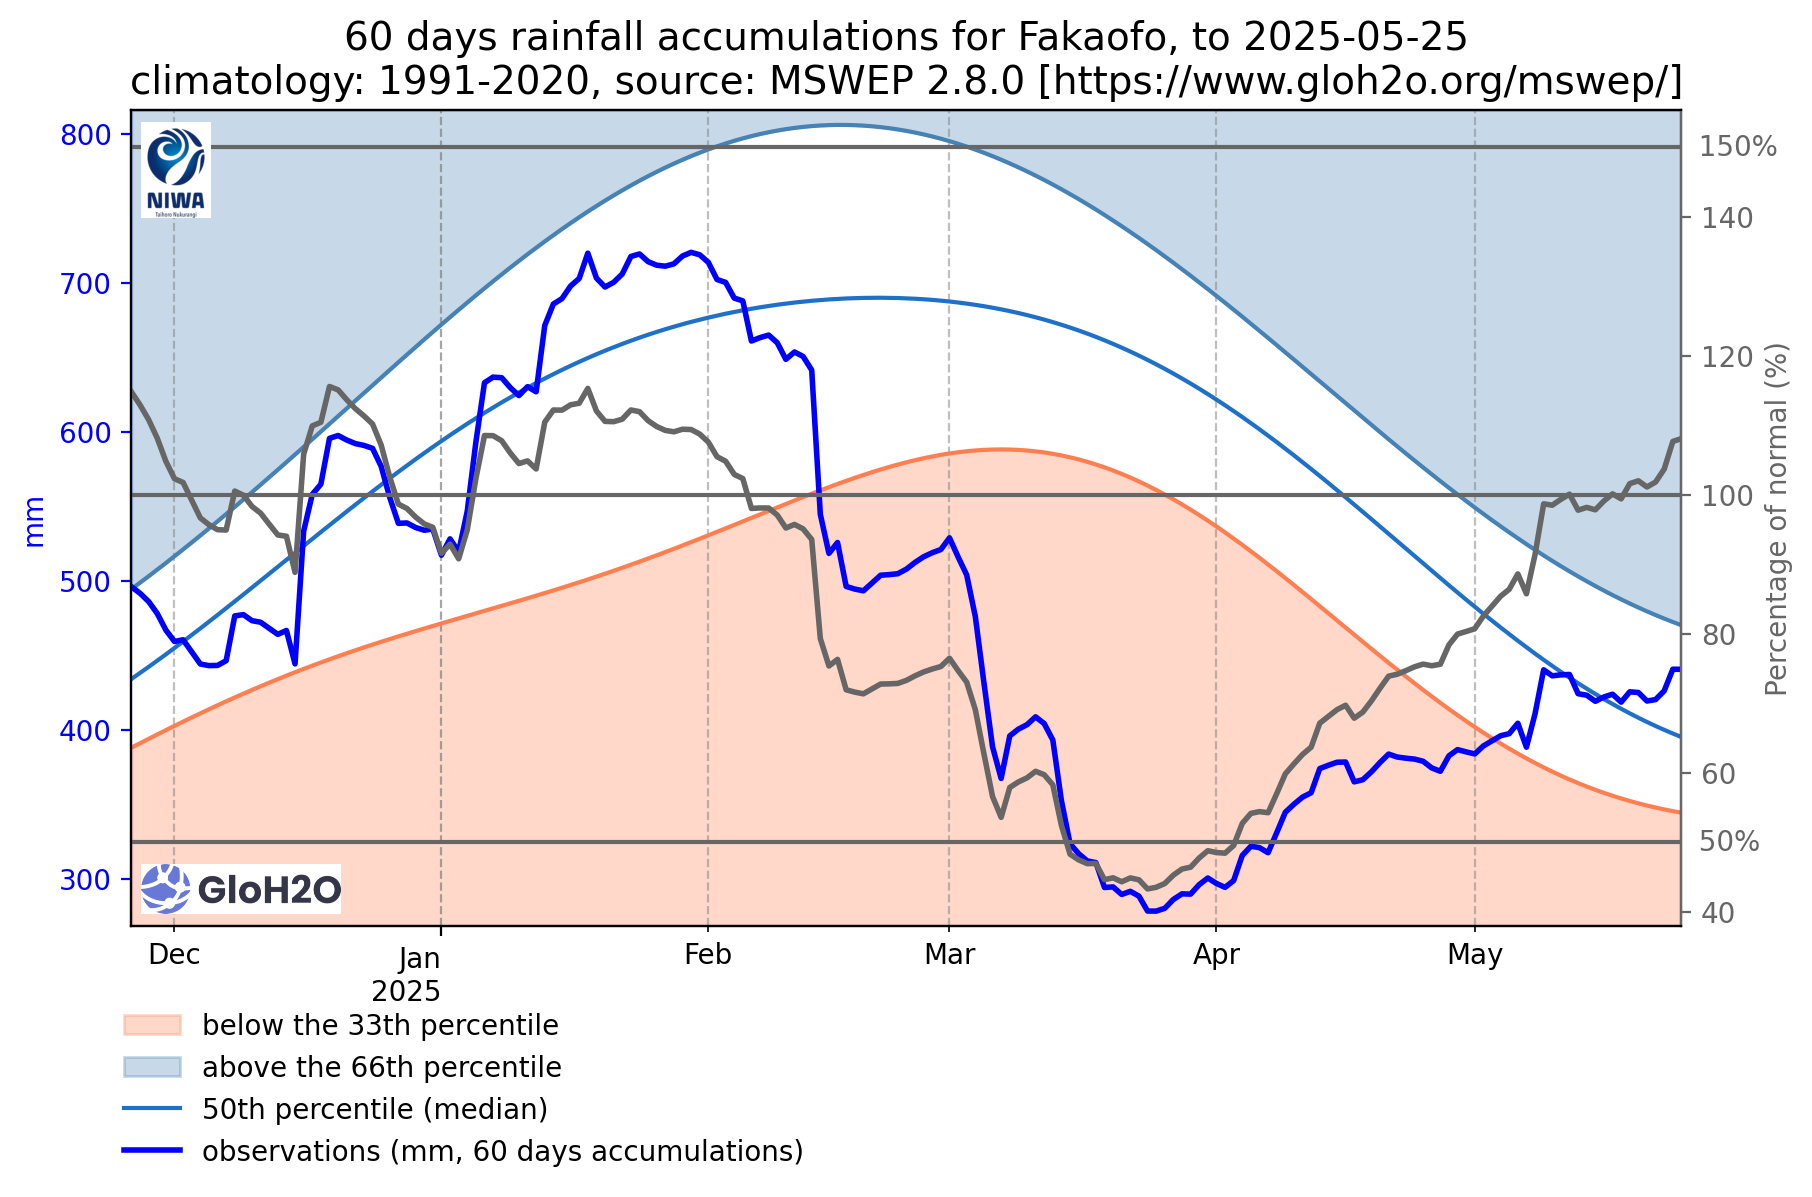 60 days rainfall accumulations for Fakaofo, to 2025-05-25
climatology: 1991-2020, source: MSWEP 2.8.0 [https://www.gloh2o.org/mswep/]
800
700
600
500
400
300
mm
NIWA
Taihoro Nukurangi
GloH2O
150%
140
120
100
80
60
50%
40
Percentage of normal (%)
Dec
Jan
2025
Feb
Mar
Apr
May
below the 33th percentile
above the 66th percentile
50th percentile (median)
observations (mm, 60 days accumulations)